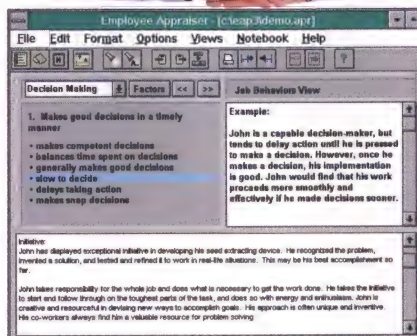 Employee Appraiser - [c:\eap3\demo.apr]
File Edit Format Options Views Notebook Help
Decision Making Factors << >> Job Behaviors View
1. Makes good decisions in a timely
manner
• makes competent decisions
• balances time spent on decisions
• generally makes good decisions
• slow to decide
• delays taking action
• makes snap decisions
Example:
John is a capable decision-maker, but
tends to delay action until he is pressed
to make a decision. However, once he
makes a decision, his implementation
is good. John would find that his work
proceeds more smoothly and
effectively if he made decisions sooner.
Initiative:
John has displayed exceptional initiative in developing his seed extracting device. He recognized the problem,
invented a solution, and tested and refined it to work in real-life situations. This may be his best accomplishment so
far.
John takes responsibility for the whole job and does what is necessary to get the work done. He takes the initiative
to start and follow through on the toughest parts of the task, and does so with energy and enthusiasm. John is
creative and resourceful in devising new ways to accomplish goals. His approach is often unique and inventive.
His co-workers always find him a valuable resource for problem solving